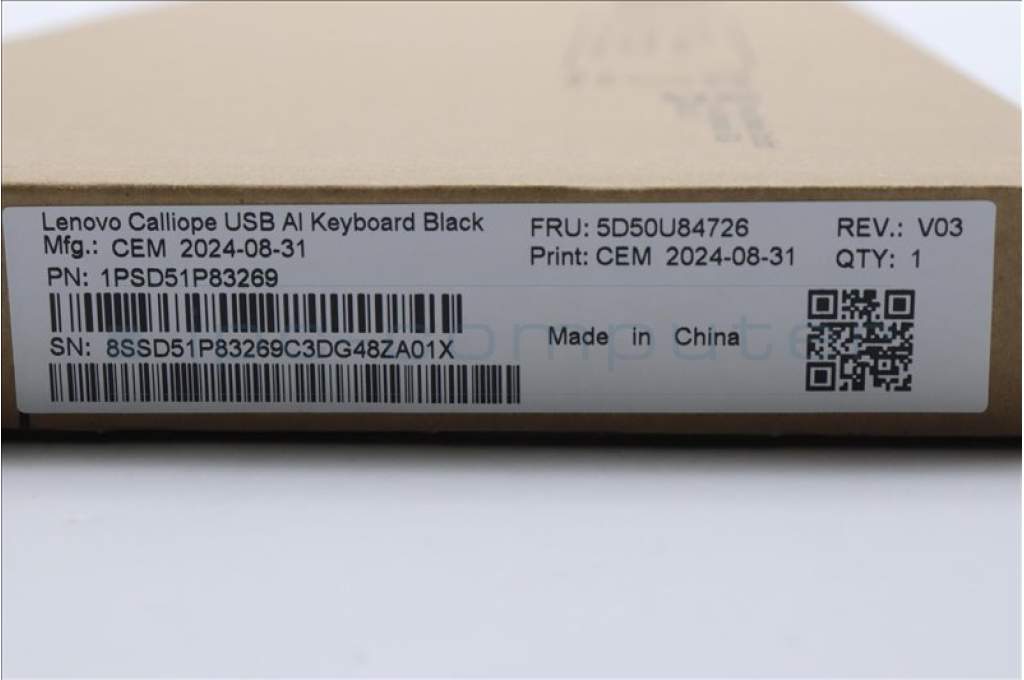 Lenovo Calliope USB AI Keyboard Black
Mfg.: CEM 2024-08-31
PN: 1PSD51P83269
SN: 8SSD51P83269C3DG48ZA01X
FRU: 5D50U84726
Print: CEM 2024-08-31
Made in China
REV.: V03
QTY: 1